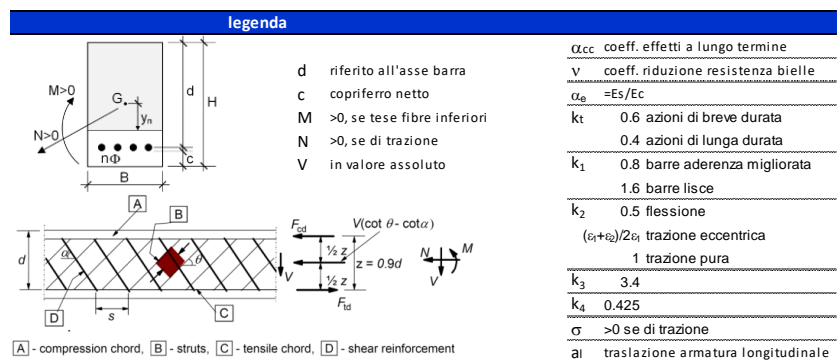 legenda
M>0
N>0
G
yn
nΦ
B
d
H
c
d riferito all'asse barra
c copriferro netto
M >0, se tese fibre inferiori
N >0, se di trazione
V in valore assoluto
A
B
d
α
θ
s
D
C
V
Fcd
V(cot θ - cotα)
½ z
z = 0.9d
½ z
Ftd
N
M
V
A - compression chord, B - struts, C - tensile chord, D - shear reinforcement
αcc coeff. effetti a lungo termine
ν coeff. riduzione resistenza bielle
αe =Es/Ec
kt 0.6 azioni di breve durata
0.4 azioni di lunga durata
k1 0.8 barre aderenza migliorata
1.6 barre lisce
k2 0.5 flessione
(ε1+ε2)/2ε1 trazione eccentrica
1 trazione pura
k3 3.4
k4 0.425
σ >0 se di trazione
al traslazione armatura longitudinale